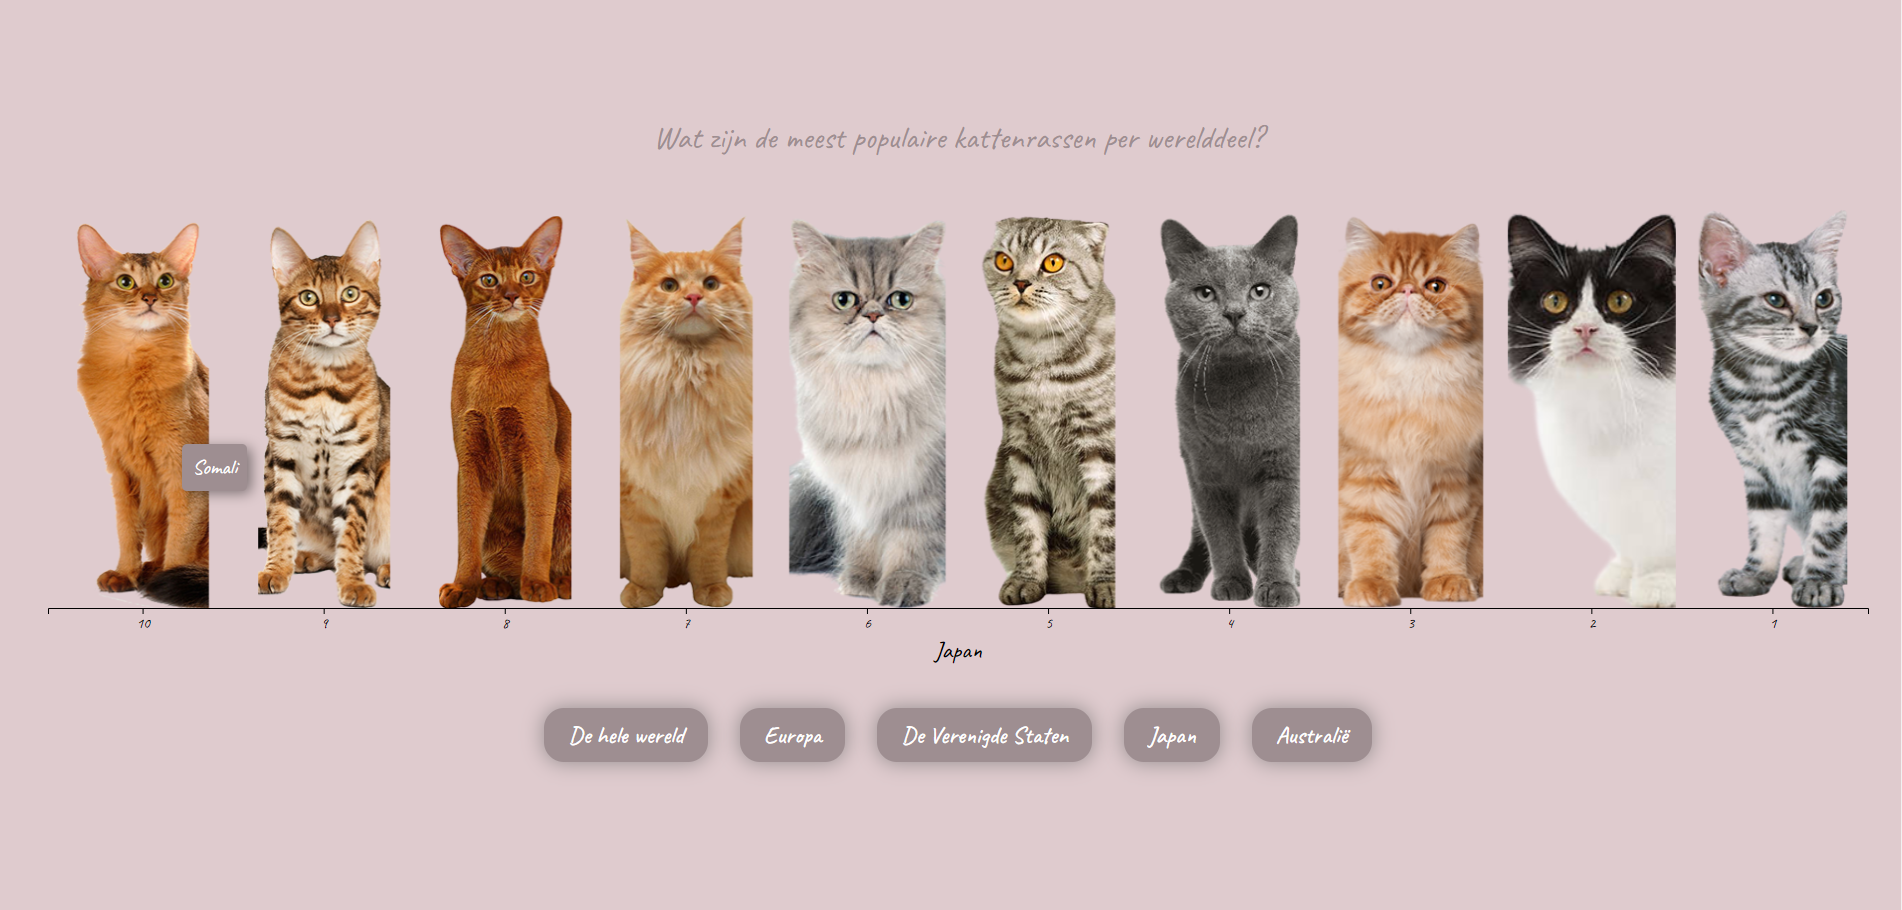 Wat zijn de meest populaire kattenrassen per werelddeel?
Somali
10 9 8 7 6 5 4 3 2 1
Japan
De hele wereld Europa De Verenigde Staten Japan Australië